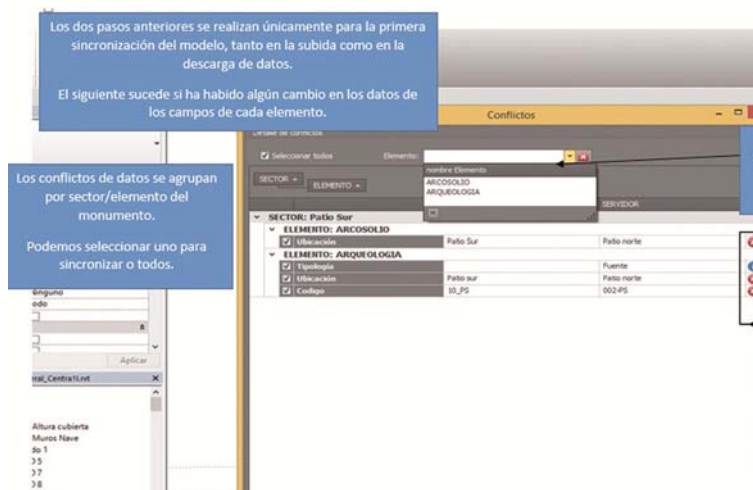 Los dos pasos anteriores se realizan únicamente para la primera
sincronización del modelo, tanto en la subida como en la
descarga de datos.
El siguiente sucede si ha habido algún cambio en los datos de
los campos de cada elemento.
Conflictos
Detalle de conflictos
Seleccionar todos
Elemento:
nombre Elemento
ARCOSOLIO
ARQUEOLOGIA
SECTOR
ELEMENTO
SERVIDOR
Los conflictos de datos se agrupan
por sector/elemento del
monumento.
Podemos seleccionar uno para
sincronizar o todos.
SECTOR: Patio Sur
ELEMENTO: ARCOSOLIO
Ubicación Patio Sur Patio norte
ELEMENTO: ARQUEOLOGIA
Tipología Fuente
Ubicación Patio sur Patio norte
Codigo 10_PS 002-PS
Ninguno
Aplicar
Altura cubierta
Muros Nave